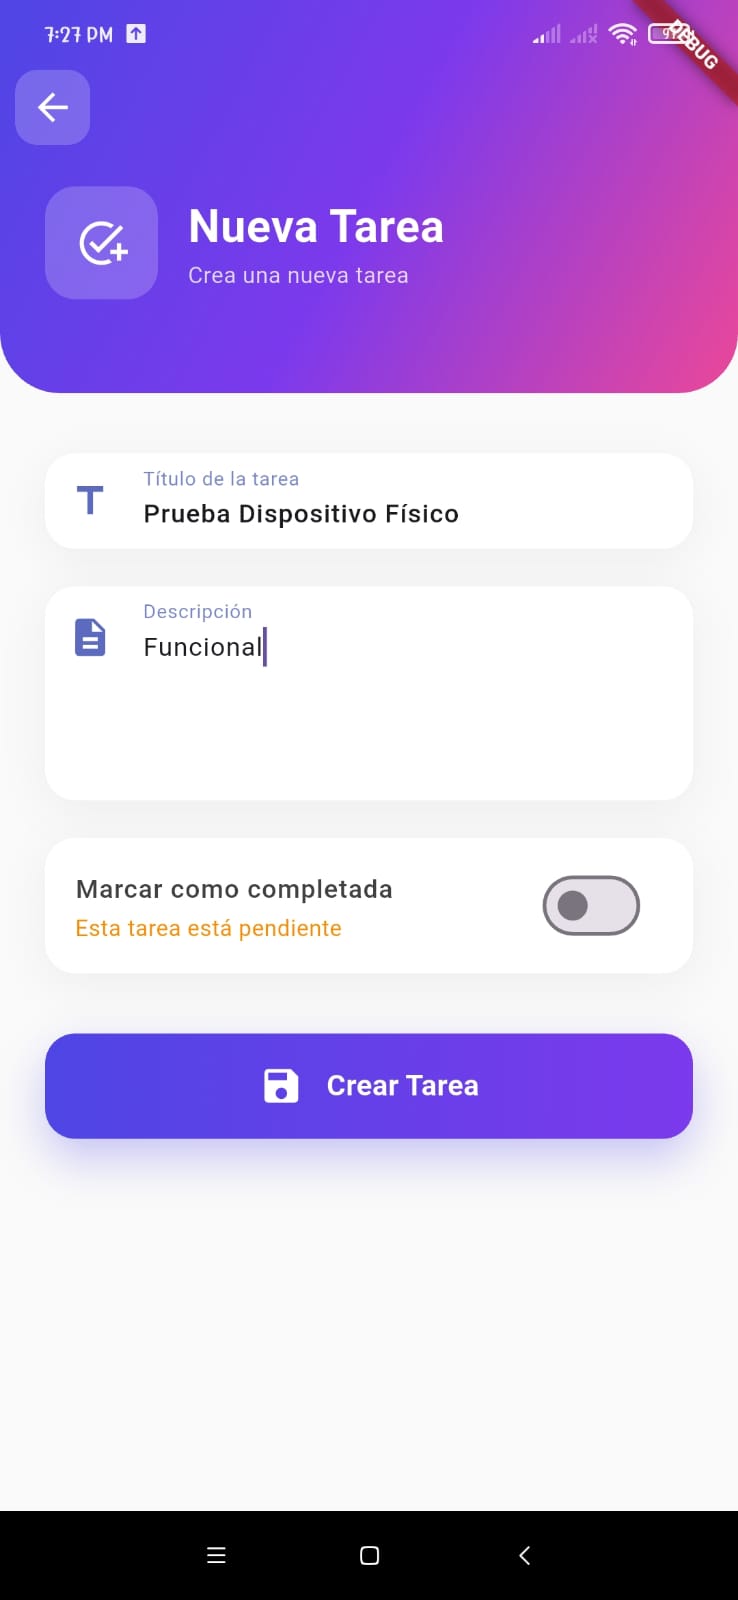 7:27 PM
DEBUG
Nueva Tarea
Crea una nueva tarea
Título de la tarea
Prueba Dispositivo Físico
Descripción
Funcional
Marcar como completada
Esta tarea está pendiente
Crear Tarea